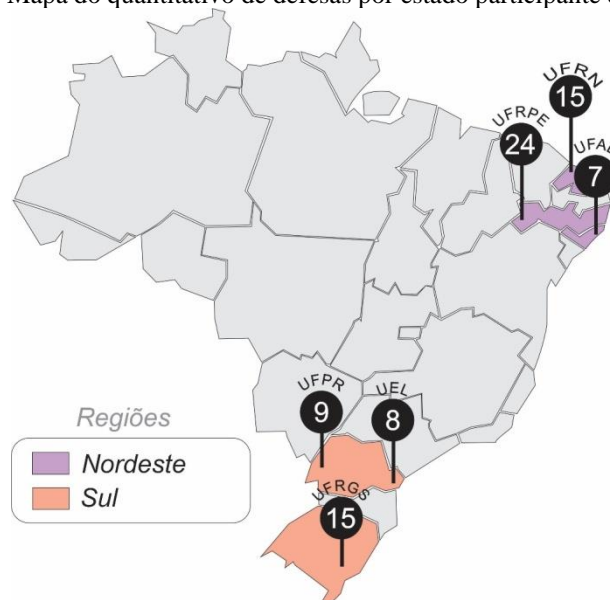 Mapa do quantitativo de defesas por estado participante
UFRN
15
UFRPE
24
UFAL
7
UFPR
9
UEL
8
Regiões
Nordeste
Sul
UFRGS
15